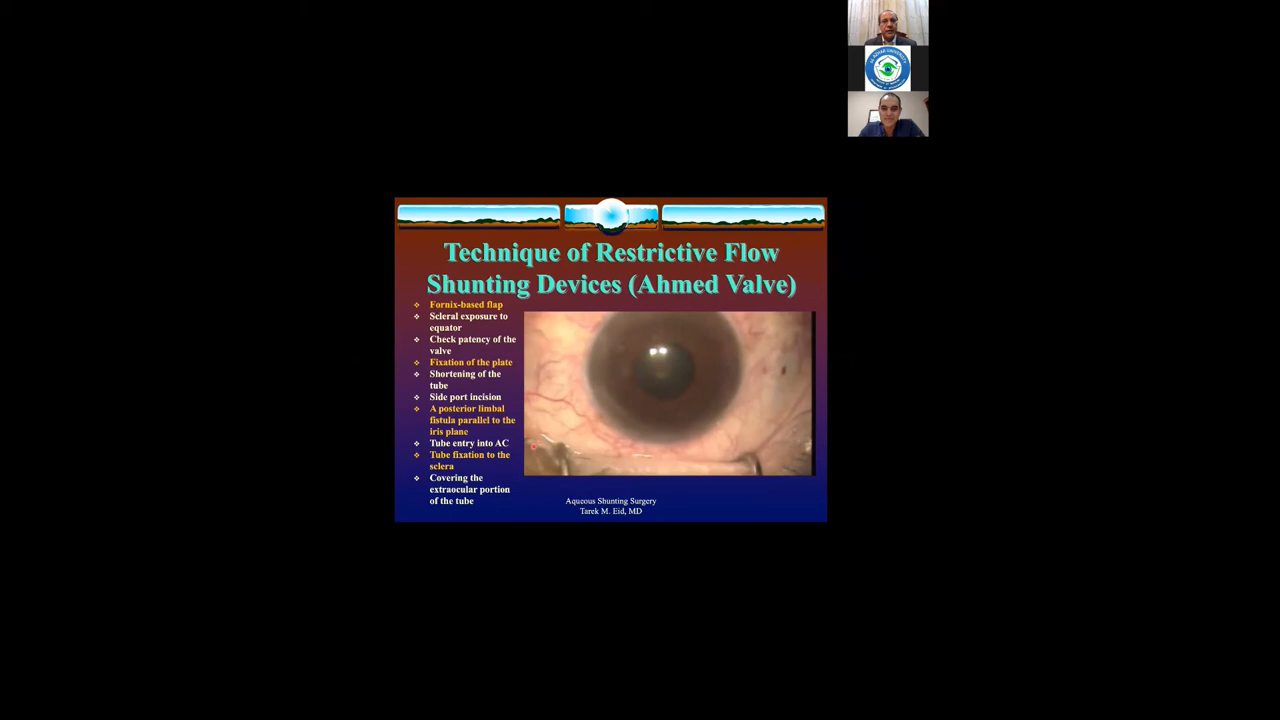 Technique of Restrictive Flow
Shunting Devices (Ahmed Valve)
Fornix-based flap
Scleral exposure to
equator
Check patency of the
valve
Fixation of the plate
Shortening of the
tube
Side port incision
A posterior limbal
fistula parallel to the
iris plane
Tube entry into AC
Tube fixation to the
sclera
Covering the
extraocular portion
of the tube
Aqueous Shunting Surgery
Tarek M. Eid, MD